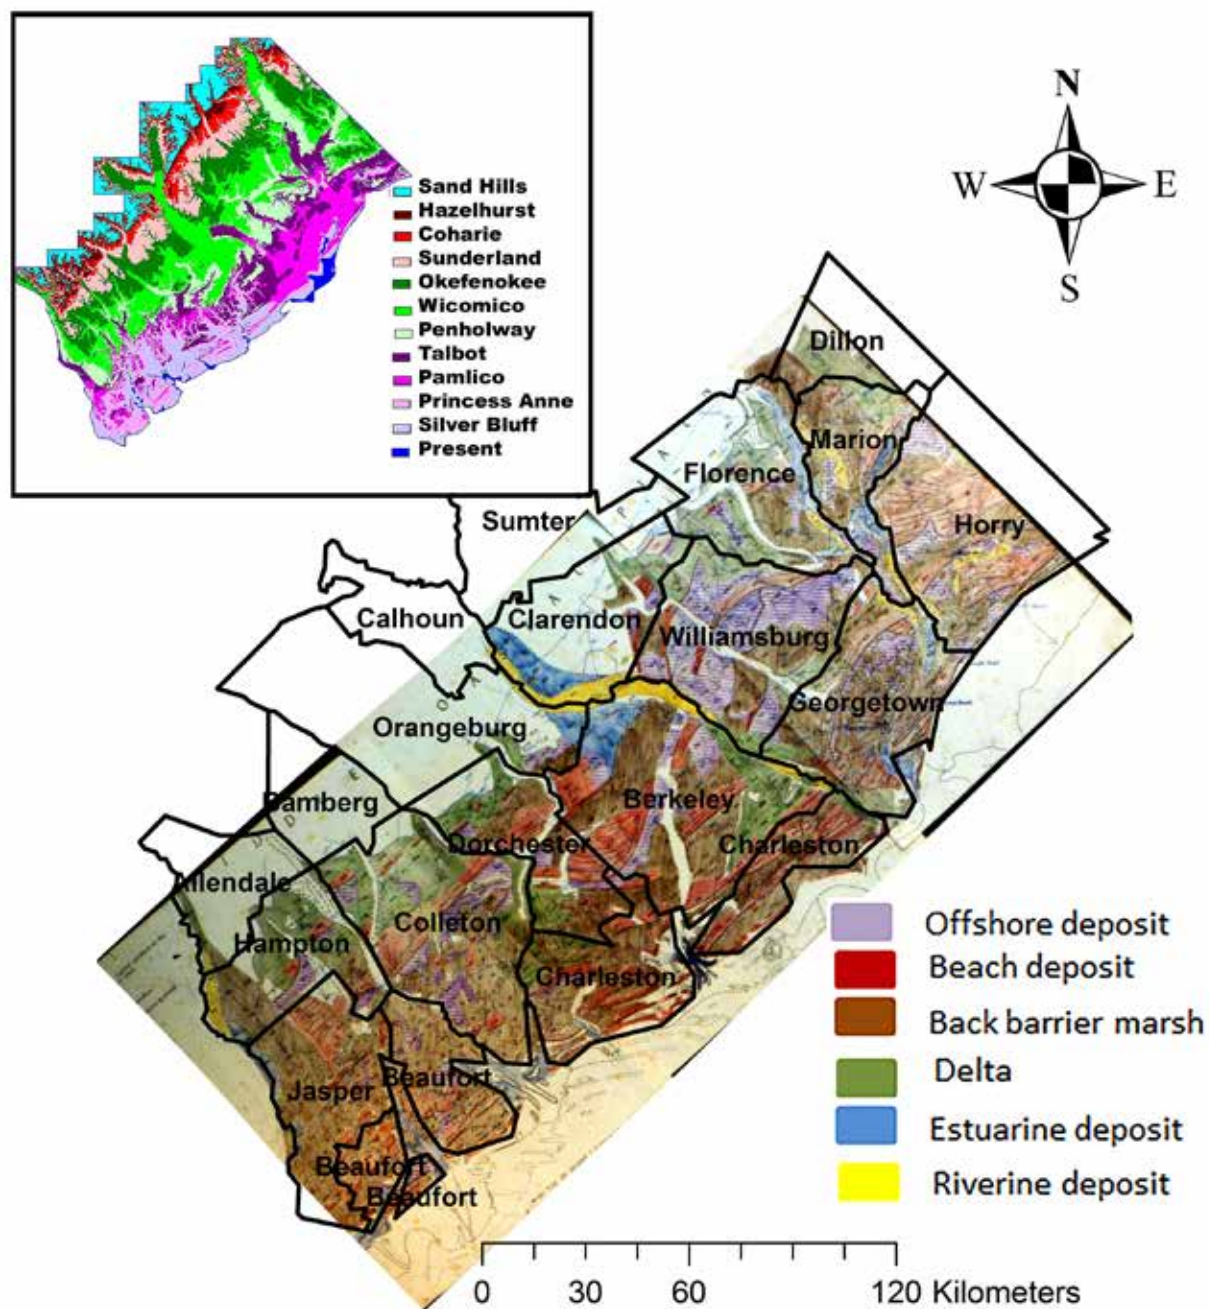 Sand Hills
Hazelhurst
Coharie
Sunderland
Okefenokee
Wicomico
Penholway
Talbot
Pamlico
Princess Anne
Silver Bluff
Present
N
W
E
S
Dillon
Marion
Florence
Horry
Sumter
Calhoun
Clarendon
Williamsburg
Georgetown
Orangeburg
Bamberg
Berkeley
Dorchester
Charleston
Allendale
Colleton
Hampton
Charleston
Jasper
Beaufort
Beaufort
Beaufort
Offshore deposit
Beach deposit
Back barrier marsh
Delta
Estuarine deposit
Riverine deposit
0 30 60 120 Kilometers